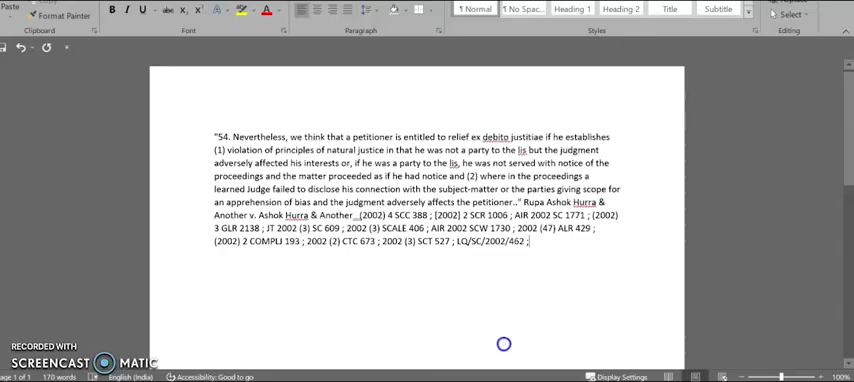 Paste
Format Painter
B I U abc X₂ X² A A
¶ Normal ¶ No Spac... Heading 1 Heading 2 Title Subtitle
Select
Clipboard Font Paragraph Styles Editing
"54. Nevertheless, we think that a petitioner is entitled to relief ex debito justitiae if he establishes
(1) violation of principles of natural justice in that he was not a party to the lis but the judgment
adversely affected his interests or, if he was a party to the lis, he was not served with notice of the
proceedings and the matter proceeded as if he had notice and (2) where in the proceedings a
learned Judge failed to disclose his connection with the subject-matter or the parties giving scope for
an apprehension of bias and the judgment adversely affects the petitioner.." Rupa Ashok Hurra &
Another v. Ashok Hurra & Another_ (2002) 4 SCC 388 ; [2002] 2 SCR 1006 ; AIR 2002 SC 1771 ; (2002)
3 GLR 2138 ; JT 2002 (3) SC 609 ; 2002 (3) SCALE 406 ; AIR 2002 SCW 1730 ; 2002 (47) ALR 429 ;
(2002) 2 COMPLJ 193 ; 2002 (2) CTC 673 ; 2002 (3) SCT 527 ; LQ/SC/2002/462 ;
RECORDED WITH
SCREENCAST MATIC
age 1 of 1 170 words English (India) Accessibility: Good to go Display Settings 100%